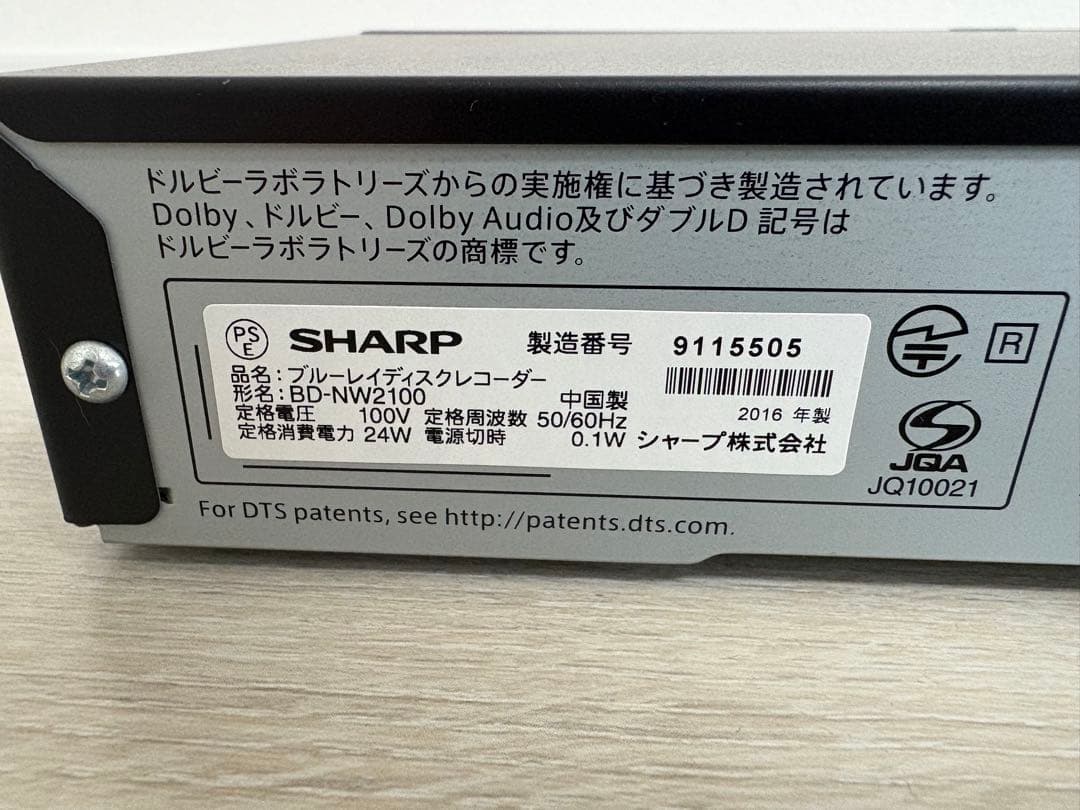 ドルビーラボラトリーズからの実施権に基づき製造されています。
Dolby、ドルビー、Dolby Audio及びダブルD 記号は
ドルビーラボラトリーズの商標です。
PS
E
SHARP 製造番号 9115505
品名：ブルーレイディスクレコーダー
形名：BD-NW2100 中国製
定格電圧 100V 定格周波数 50/60Hz 2016 年製
定格消費電力 24W 電源切時 0.1W シャープ株式会社
R
JQA
JQ10021
For DTS patents, see http://patents.dts.com.